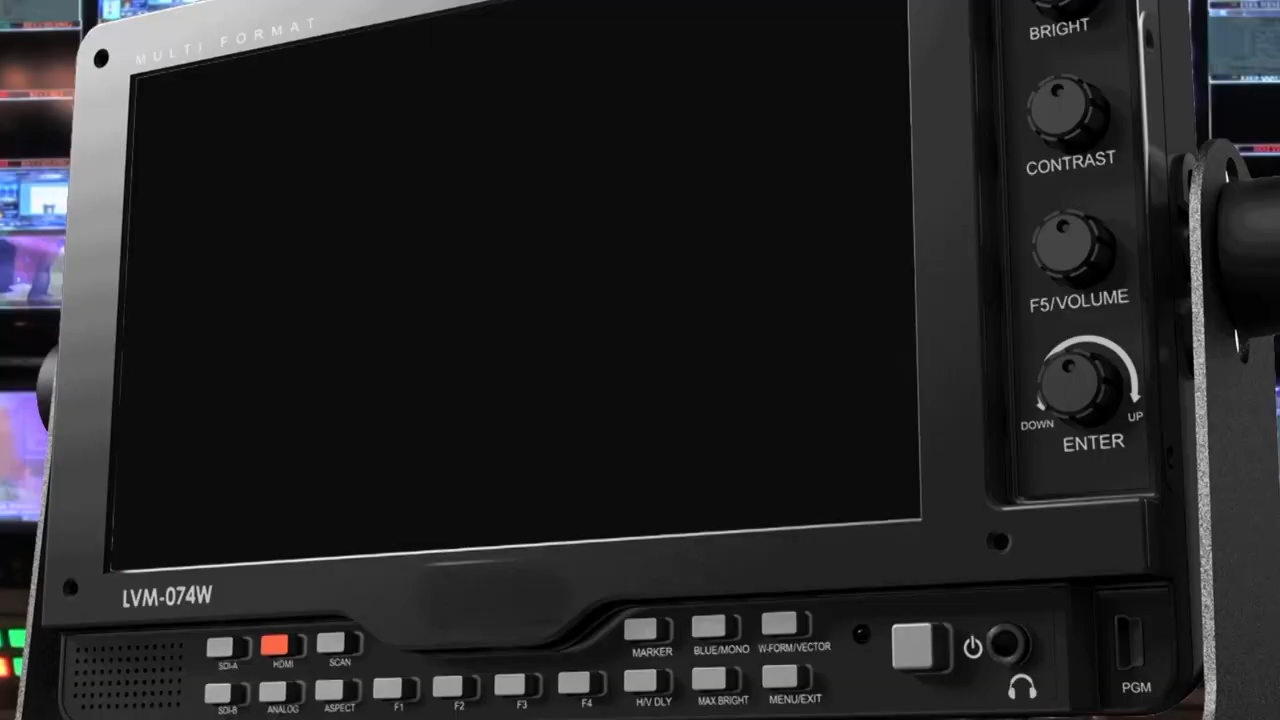 MULTI FORMAT
BRIGHT
CONTRAST
F5/VOLUME
DOWN
UP
ENTER
LVM-074W
SDI-A
HDMI
SCAN
MARKER
BLUE/MONO
W-FORM/VECTOR
SDI-B
ANALOG
ASPECT
F1
F2
F3
F4
H/V DLY
MAX BRIGHT
MENU/EXIT
PGM